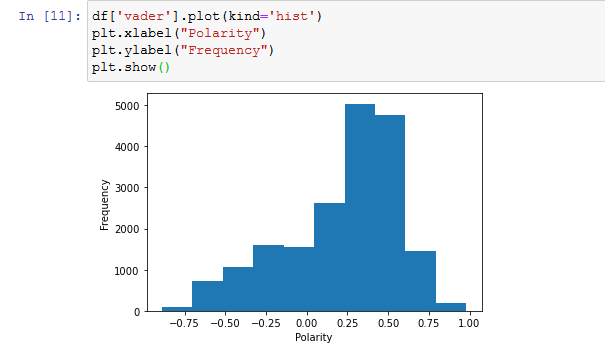 In [11]: df['vader'].plot(kind='hist')
plt.xlabel("Polarity")
plt.ylabel("Frequency")
plt.show()
5000
4000
3000
2000
1000
0
Frequency
−0.75 −0.50 −0.25 0.00 0.25 0.50 0.75 1.00
Polarity